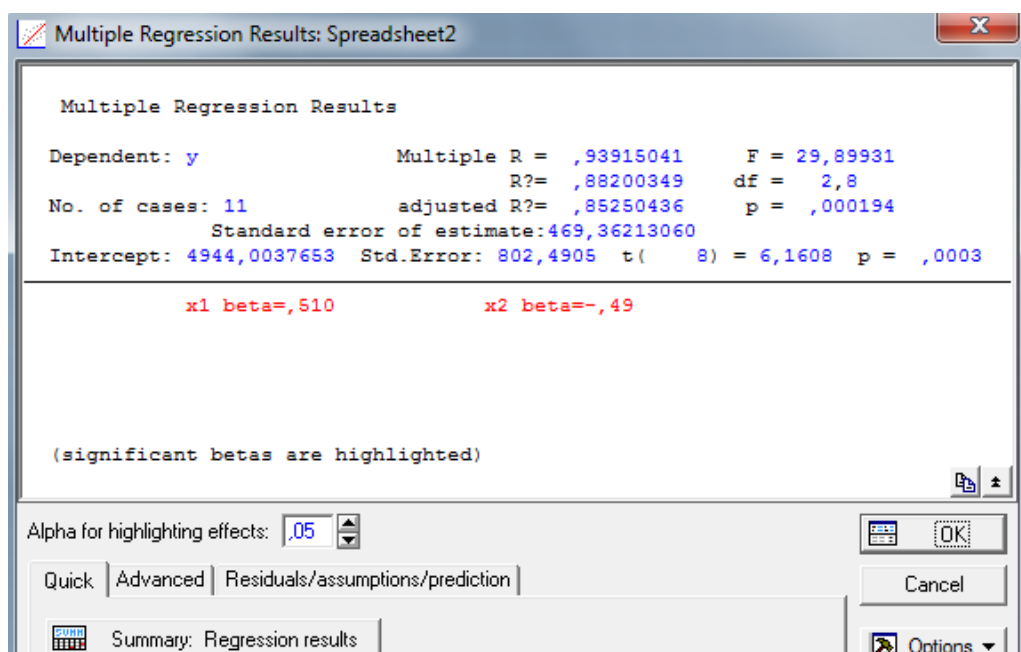 Multiple Regression Results: Spreadsheet2
x
Multiple Regression Results
Dependent: y Multiple R = ,93915041 F = 29,89931
R?= ,88200349 df = 2,8
No. of cases: 11 adjusted R?= ,85250436 p = ,000194
Standard error of estimate:469,36213060
Intercept: 4944,0037653 Std.Error: 802,4905 t( 8) = 6,1608 p = ,0003
x1 beta=,510 x2 beta=-,49
(significant betas are highlighted)
Alpha for highlighting effects: ,05
OK
Quick Advanced Residuals/assumptions/prediction
Cancel
SUMM Summary: Regression results
Options